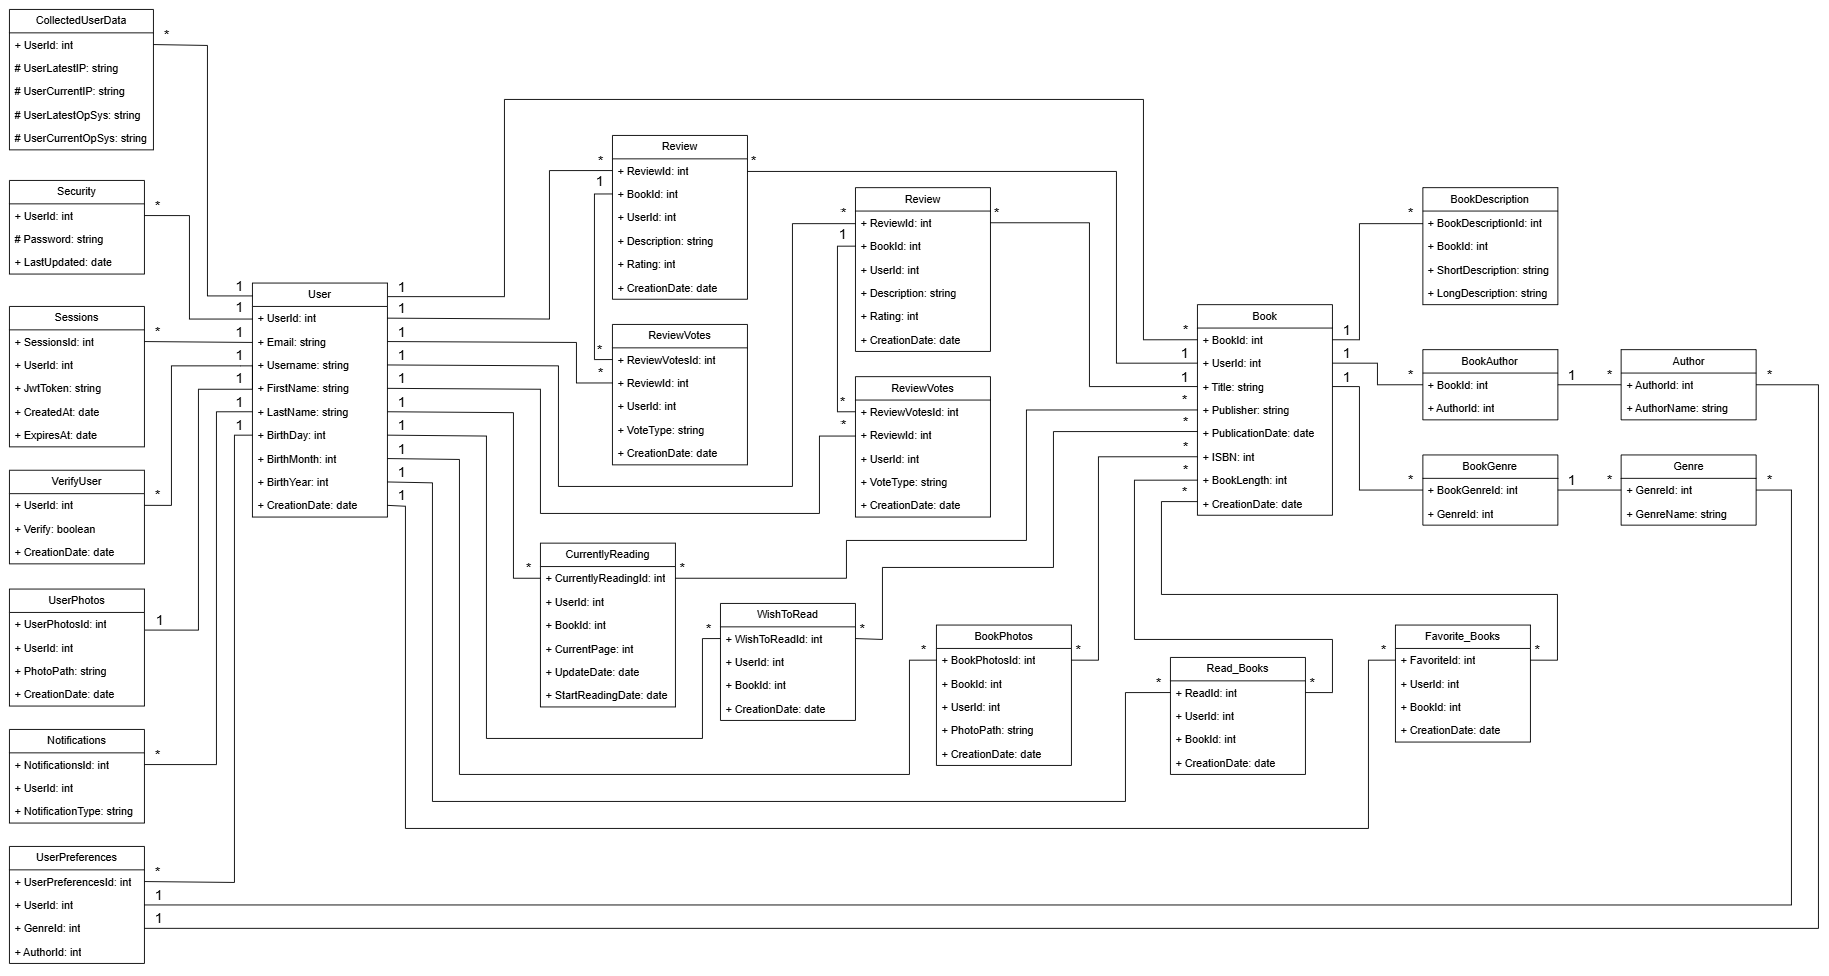 CollectedUserData
+ UserId: int
# UserLatestIP: string
# UserCurrentIP: string
# UserLatestOpSys: string
# UserCurrentOpSys: string
*
Security
+ UserId: int
# Password: string
+ LastUpdated: date
*
Sessions
+ SessionsId: int
+ UserId: int
+ JwtToken: string
+ CreatedAt: date
+ ExpiresAt: date
*
VerifyUser
+ UserId: int
+ Verify: boolean
+ CreationDate: date
*
UserPhotos
+ UserPhotosId: int
+ UserId: int
+ PhotoPath: string
+ CreationDate: date
1
Notifications
+ NotificationsId: int
+ UserId: int
+ NotificationType: string
*
UserPreferences
+ UserPreferencesId: int
+ UserId: int
+ GenreId: int
+ AuthorId: int
*
1
1
1
1
1
1
1
1
1
User
+ UserId: int
+ Email: string
+ Username: string
+ FirstName: string
+ LastName: string
+ BirthDay: int
+ BirthMonth: int
+ BirthYear: int
+ CreationDate: date
1
1
1
1
1
1
1
1
1
1
*
1
Review
+ ReviewId: int
+ BookId: int
+ UserId: int
+ Description: string
+ Rating: int
+ CreationDate: date
*
*
*
ReviewVotes
+ ReviewVotesId: int
+ ReviewId: int
+ UserId: int
+ VoteType: string
+ CreationDate: date
*
1
Review
+ ReviewId: int
+ BookId: int
+ UserId: int
+ Description: string
+ Rating: int
+ CreationDate: date
*
*
*
ReviewVotes
+ ReviewVotesId: int
+ ReviewId: int
+ UserId: int
+ VoteType: string
+ CreationDate: date
*
CurrentlyReading
+ CurrentlyReadingId: int
+ UserId: int
+ BookId: int
+ CurrentPage: int
+ UpdateDate: date
+ StartReadingDate: date
*
*
WishToRead
+ WishToReadId: int
+ UserId: int
+ BookId: int
+ CreationDate: date
*
*
BookPhotos
+ BookPhotosId: int
+ BookId: int
+ UserId: int
+ PhotoPath: string
+ CreationDate: date
*
*
Read_Books
+ ReadId: int
+ UserId: int
+ BookId: int
+ CreationDate: date
*
*
Favorite_Books
+ FavoriteId: int
+ UserId: int
+ BookId: int
+ CreationDate: date
*
*
1
1
*
*
*
*
*
Book
+ BookId: int
+ UserId: int
+ Title: string
+ Publisher: string
+ PublicationDate: date
+ ISBN: int
+ BookLength: int
+ CreationDate: date
1
1
1
*
BookDescription
+ BookDescriptionId: int
+ BookId: int
+ ShortDescription: string
+ LongDescription: string
*
BookAuthor
+ BookId: int
+ AuthorId: int
1
*
Author
+ AuthorId: int
+ AuthorName: string
*
*
BookGenre
+ BookGenreId: int
+ GenreId: int
1
*
Genre
+ GenreId: int
+ GenreName: string
*